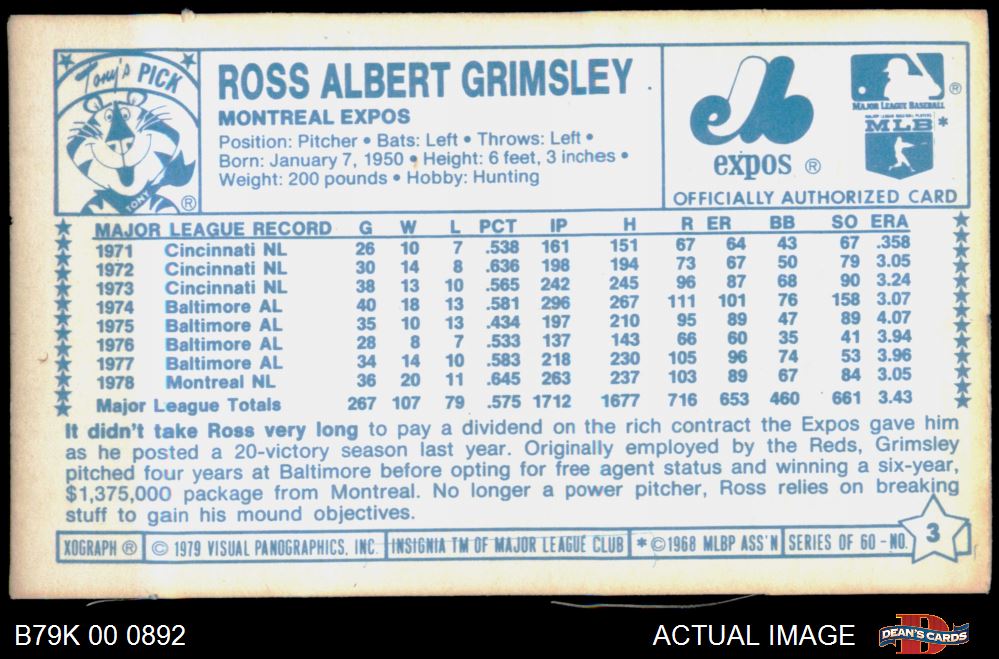 Tony's PICK
TONY
®
ROSS ALBERT GRIMSLEY
MONTREAL EXPOS
Position: Pitcher • Bats: Left • Throws: Left •
Born: January 7, 1950 • Height: 6 feet, 3 inches •
Weight: 200 pounds • Hobby: Hunting
expos ®
®
MAJOR LEAGUE BASEBALL
MAJOR LEAGUE BASEBALL PLAYERS
MLB *
OFFICIALLY AUTHORIZED CARD
MAJOR LEAGUE RECORD G W L PCT IP H R ER BB SO ERA
1971 Cincinnati NL 26 10 7 .538 161 151 67 64 43 67 .358
1972 Cincinnati NL 30 14 8 .636 198 194 73 67 50 79 3.05
1973 Cincinnati NL 38 13 10 .565 242 245 96 87 68 90 3.24
1974 Baltimore AL 40 18 13 .581 296 267 111 101 76 158 3.07
1975 Baltimore AL 35 10 13 .434 197 210 95 89 47 89 4.07
1976 Baltimore AL 28 8 7 .533 137 143 66 60 35 41 3.94
1977 Baltimore AL 34 14 10 .583 218 230 105 96 74 53 3.96
1978 Montreal NL 36 20 11 .645 263 237 103 89 67 84 3.05
Major League Totals 267 107 79 .575 1712 1677 716 653 460 661 3.43
It didn't take Ross very long to pay a dividend on the rich contract the Expos gave him
as he posted a 20-victory season last year. Originally employed by the Reds, Grimsley
pitched four years at Baltimore before opting for free agent status and winning a six-year,
$1,375,000 package from Montreal. No longer a power pitcher, Ross relies on breaking
stuff to gain his mound objectives.
XOGRAPH ® © 1979 VISUAL PANOGRAPHICS, INC. INSIGNIA TM OF MAJOR LEAGUE CLUB * ©1968 MLBP ASS'N SERIES OF 60 - NO. 3
B79K 00 0892 ACTUAL IMAGE DEAN'S CARDS